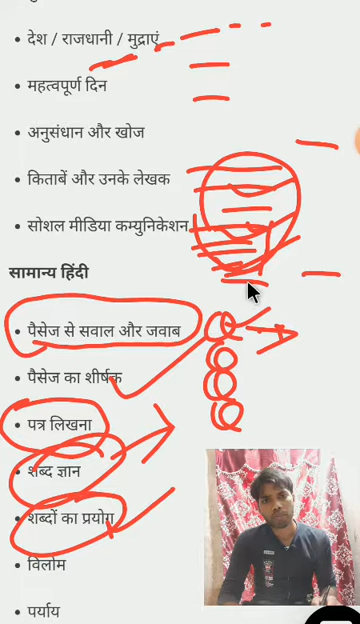 देश / राजधानी / मुद्राएं
महत्वपूर्ण दिन
अनुसंधान और खोज
किताबें और उनके लेखक
सोशल मीडिया कम्युनिकेशन
सामान्य हिंदी
पैसेज से सवाल और जवाब
पैसेज का शीर्षक
पत्र लिखना
शब्द ज्ञान
शब्दों का प्रयोग
विलोम
पर्याय